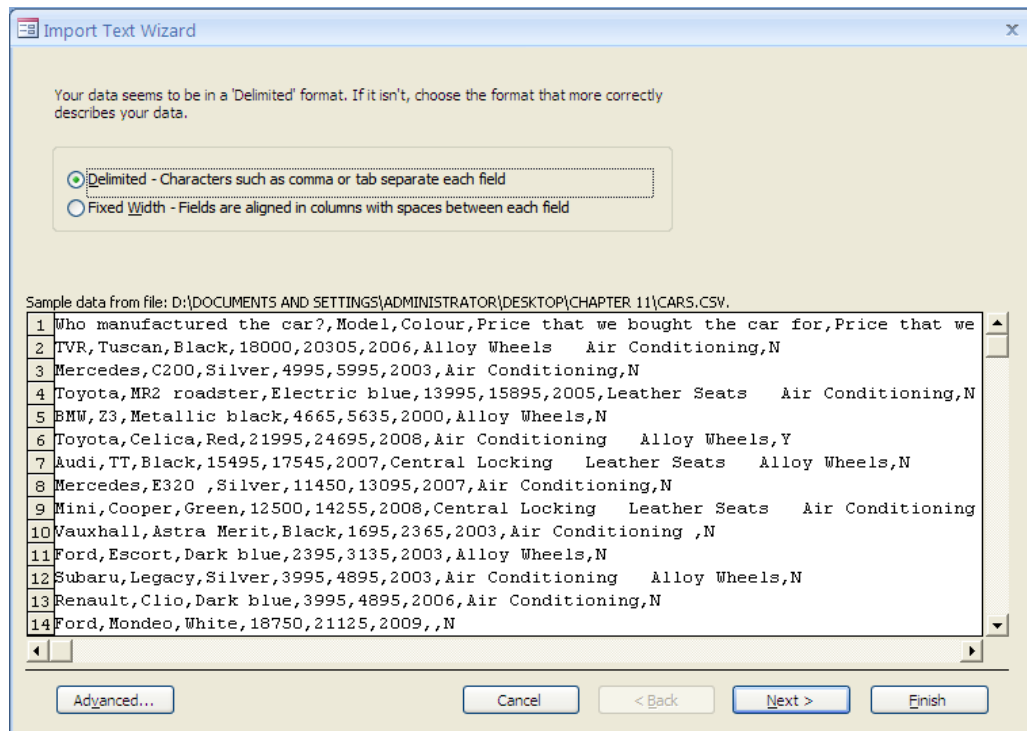 Import Text Wizard
Your data seems to be in a 'Delimited' format. If it isn't, choose the format that more correctly
describes your data.
Delimited - Characters such as comma or tab separate each field
Fixed Width - Fields are aligned in columns with spaces between each field
Sample data from file: D:\DOCUMENTS AND SETTINGS\ADMINISTRATOR\DESKTOP\CHAPTER 11\CARS.CSV.
1 Who manufactured the car?,Model,Colour,Price that we bought the car for,Price that we
2 TVR,Tuscan,Black,18000,20305,2006,Alloy Wheels   Air Conditioning,N
3 Mercedes,C200,Silver,4995,5995,2003,Air Conditioning,N
4 Toyota,MR2 roadster,Electric blue,13995,15895,2005,Leather Seats   Air Conditioning,N
5 BMW,Z3,Metallic black,4665,5635,2000,Alloy Wheels,N
6 Toyota,Celica,Red,21995,24695,2008,Air Conditioning   Alloy Wheels,Y
7 Audi,TT,Black,15495,17545,2007,Central Locking   Leather Seats   Alloy Wheels,N
8 Mercedes,E320 ,Silver,11450,13095,2007,Air Conditioning,N
9 Mini,Cooper,Green,12500,14255,2008,Central Locking   Leather Seats   Air Conditioning
10 Vauxhall,Astra Merit,Black,1695,2365,2003,Air Conditioning ,N
11 Ford,Escort,Dark blue,2395,3135,2003,Alloy Wheels,N
12 Subaru,Legacy,Silver,3995,4895,2003,Air Conditioning   Alloy Wheels,N
13 Renault,Clio,Dark blue,3995,4895,2006,Air Conditioning,N
14 Ford,Mondeo,White,18750,21125,2009,,N
Advanced... Cancel < Back Next > Finish